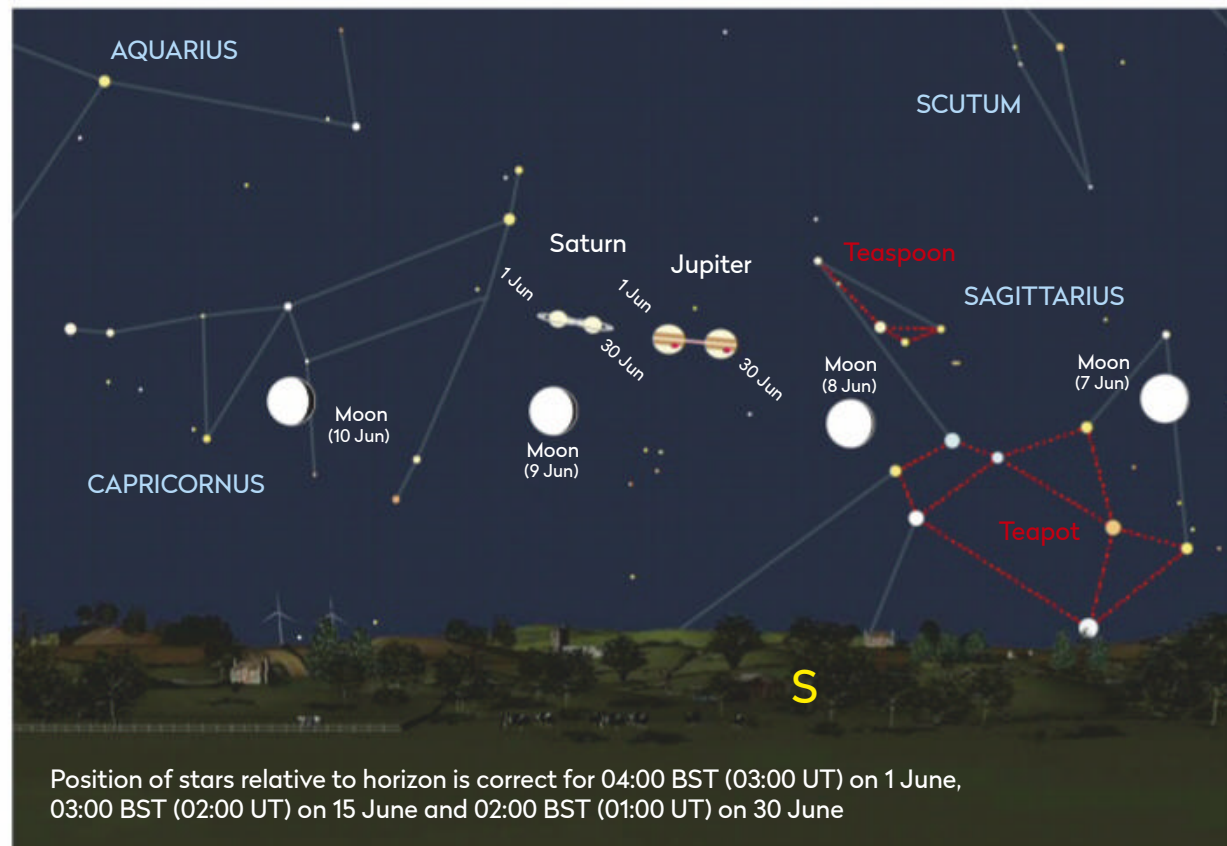 AQUARIUS
SCUTUM
Saturn
Jupiter
Teaspoon
SAGITTARIUS
1 Jun
1 Jun
30 Jun
30 Jun
Moon
(7 Jun)
Moon
(8 Jun)
Moon
(10 Jun)
Moon
(9 Jun)
CAPRICORNUS
Teapot
S
Position of stars relative to horizon is correct for 04:00 BST (03:00 UT) on 1 June,
03:00 BST (02:00 UT) on 15 June and 02:00 BST (01:00 UT) on 30 June